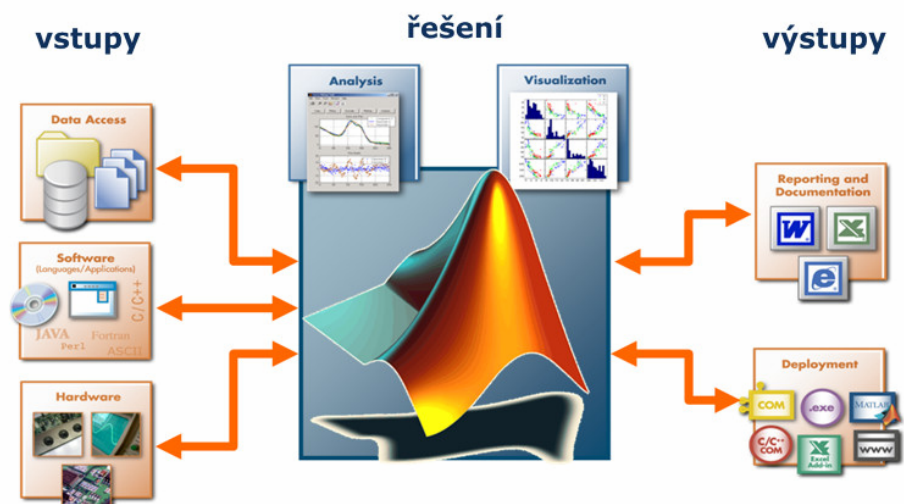 vstupy
řešení
výstupy
Analysis
Visualization
Data Access
Software
(Languages/Applications)
C/C++
JAVA
Fortran
Perl
ASCII
Hardware
Reporting and
Documentation
W
X
e
Deployment
COM
.exe
MATLAB
C/C++
COM
X
Excel
Add-in
www